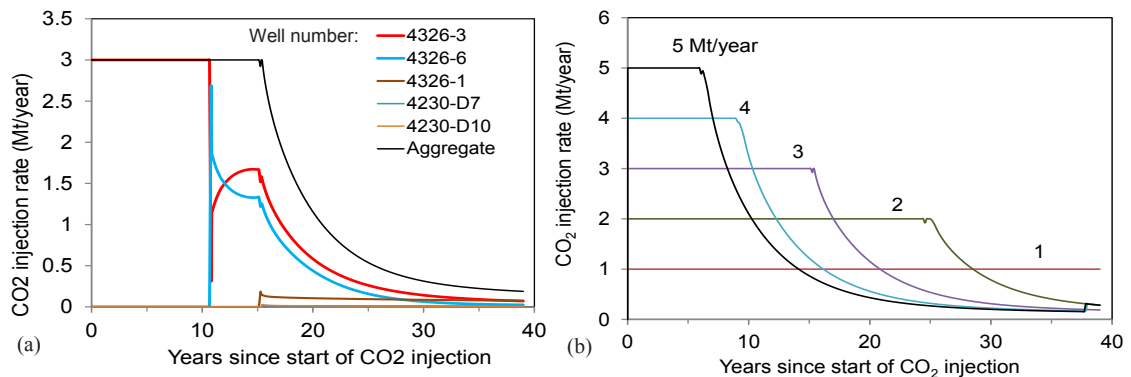 3.5
3
2.5
2
1.5
1
0.5
0
CO2 injection rate (Mt/year)
Well number:
4326-3
4326-6
4326-1
4230-D7
4230-D10
Aggregate
0 10 20 30 40
Years since start of CO2 injection
(a)
6
5
4
3
2
1
0
CO₂ injection rate (Mt/year)
5 Mt/year
4
3
2
1
0 10 20 30 40
Years since start of CO₂ injection
(b)